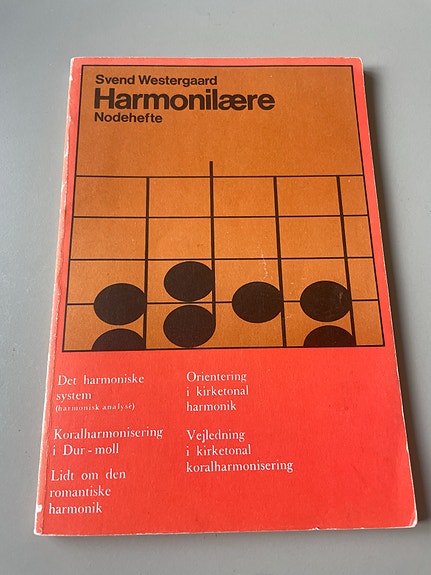 Svend Westergaard
Harmonilære
Nodehefte
Det harmoniske
system
(harmonisk analysè)
Koralharmonisering
i Dur - moll
Lidt om den
romantiske
harmonik
Orientering
i kirketonal
harmonik
Vejledning
i kirketonal
koralharmonisering